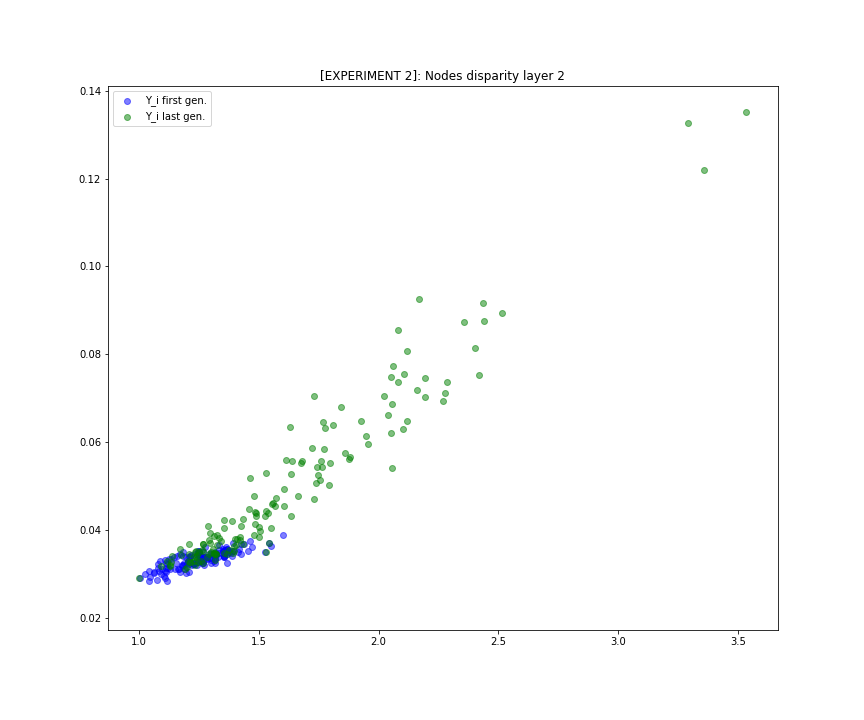 [EXPERIMENT 2]: Nodes disparity layer 2
Y_i first gen.
Y_i last gen.
0.14
0.12
0.10
0.08
0.06
0.04
0.02
1.0 1.5 2.0 2.5 3.0 3.5